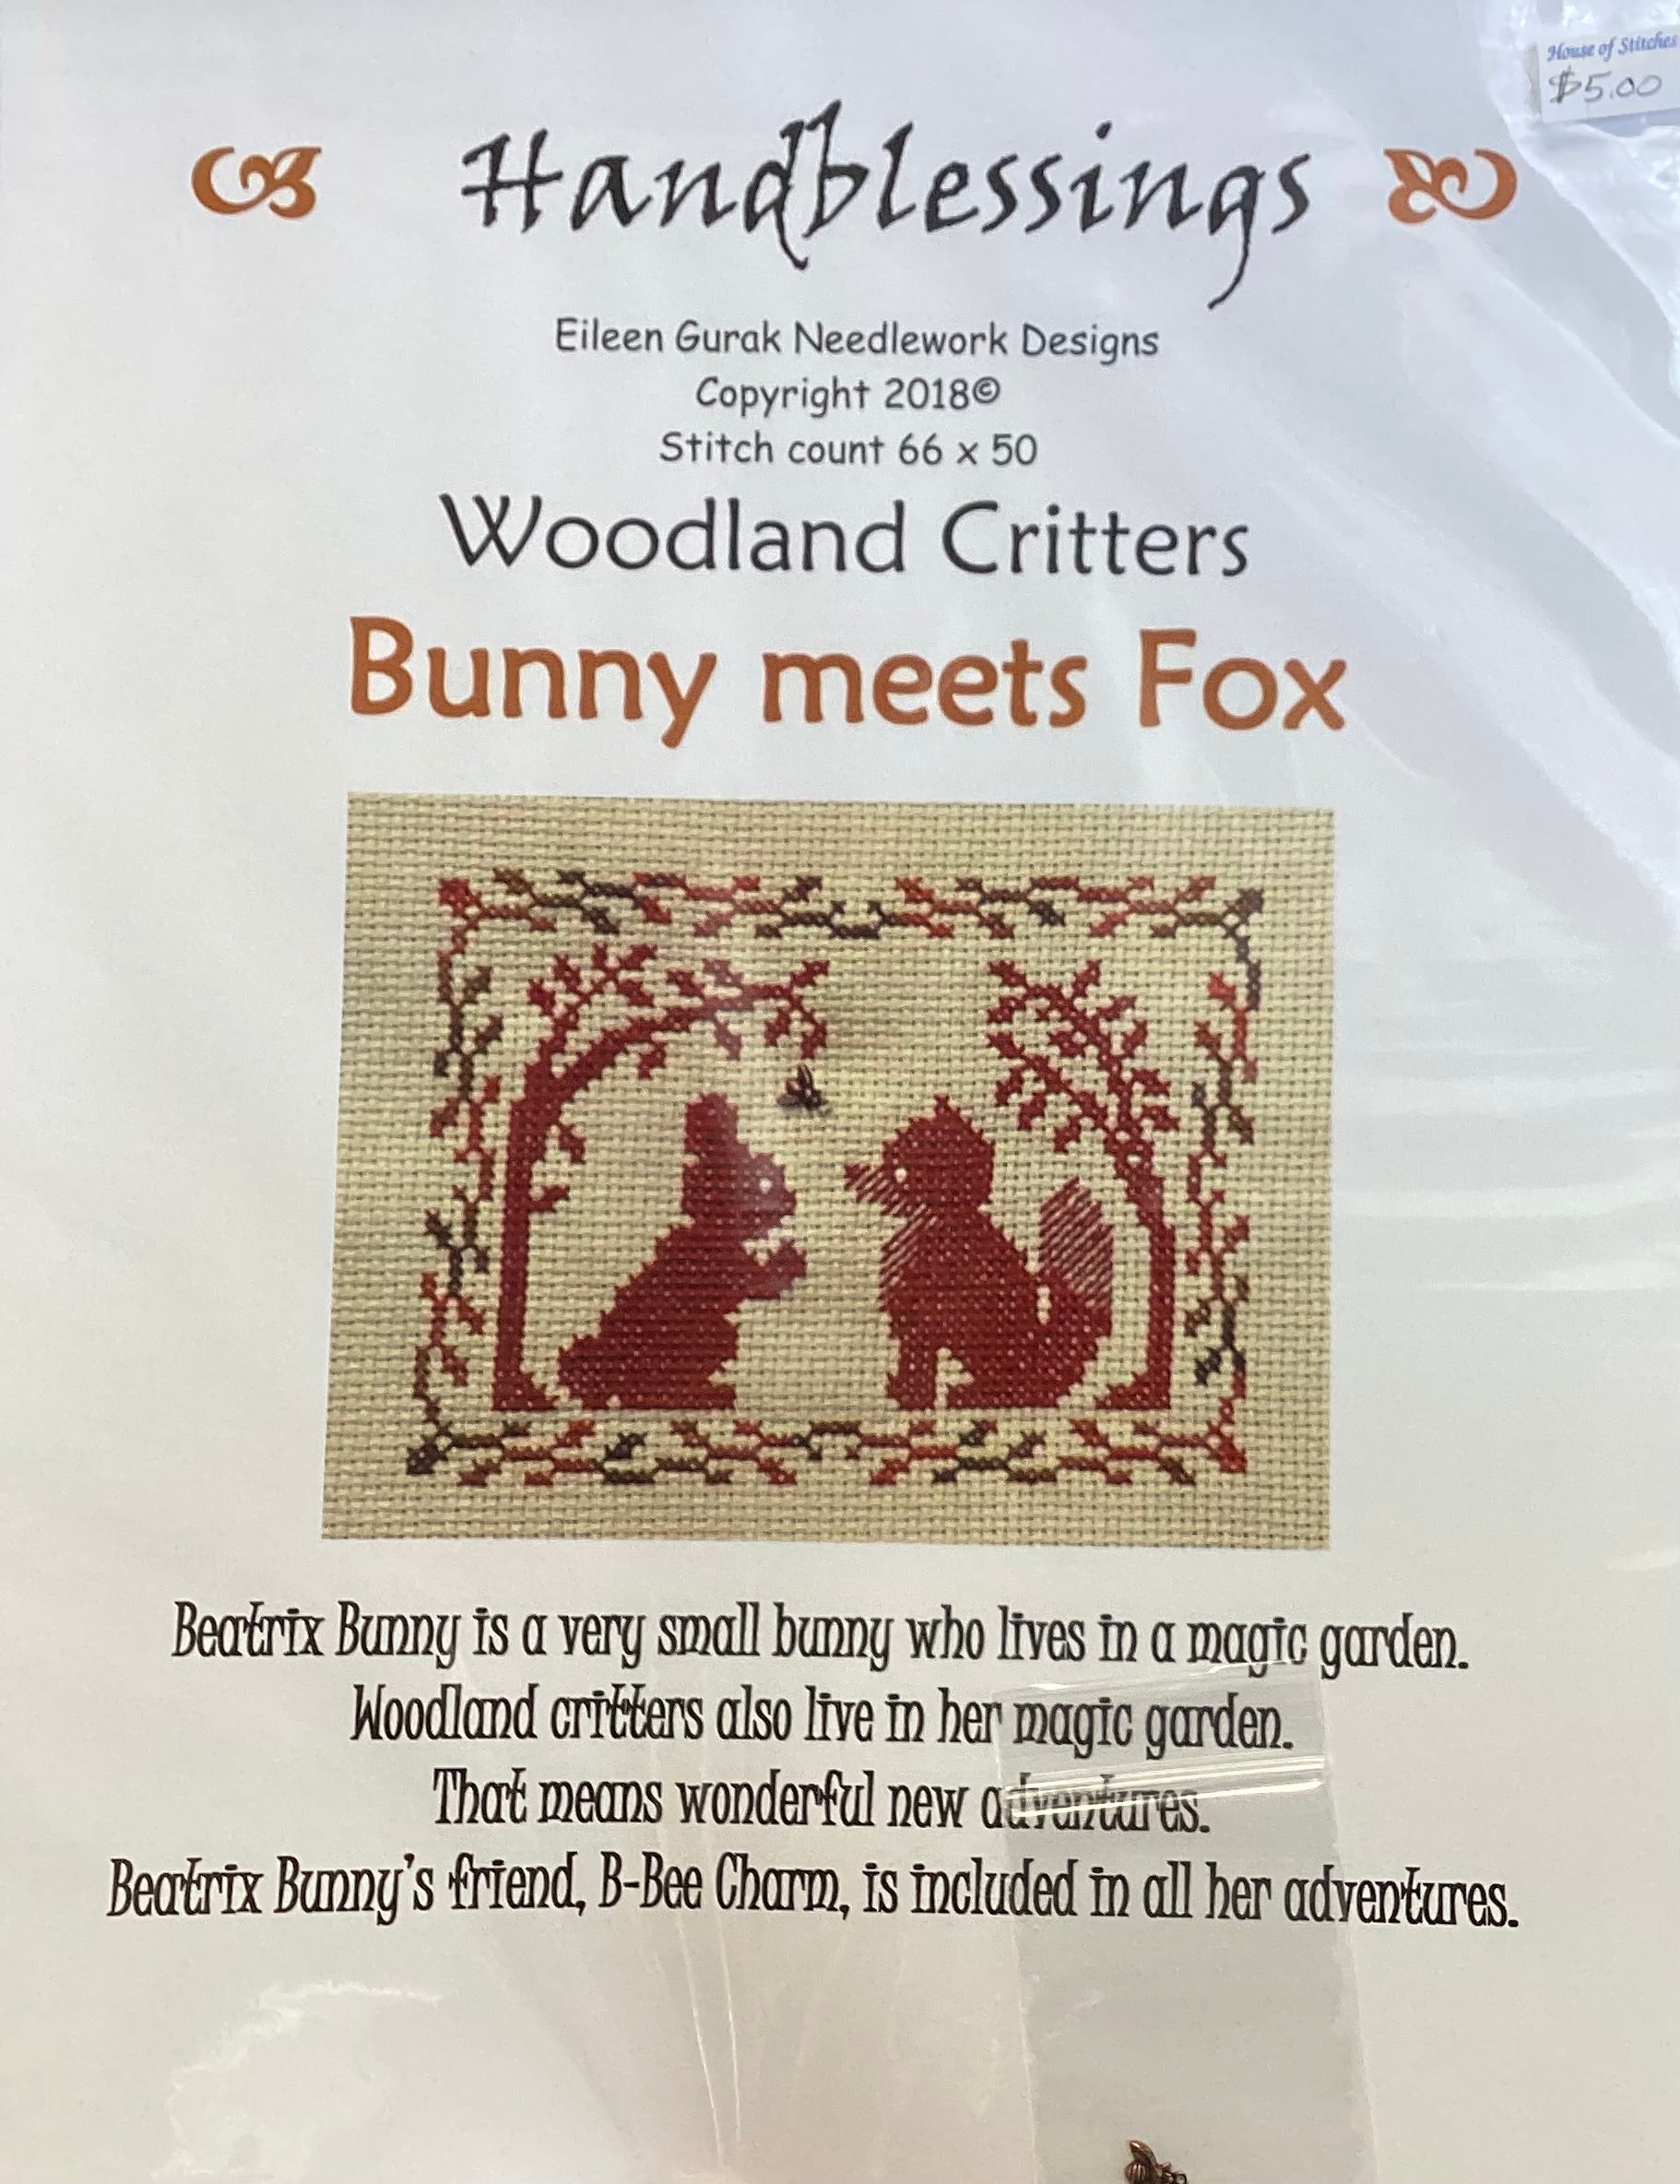 House of Stitches
$5.00
Handblessings
Eileen Gurak Needlework Designs
Copyright 2018©
Stitch count 66 x 50
Woodland Critters
Bunny meets Fox
Beatrix Bunny is a very small bunny who lives in a magic garden.
Woodland critters also live in her magic garden.
That means wonderful new adventures.
Beatrix Bunny's friend, B-Bee Charm, is included in all her adventures.